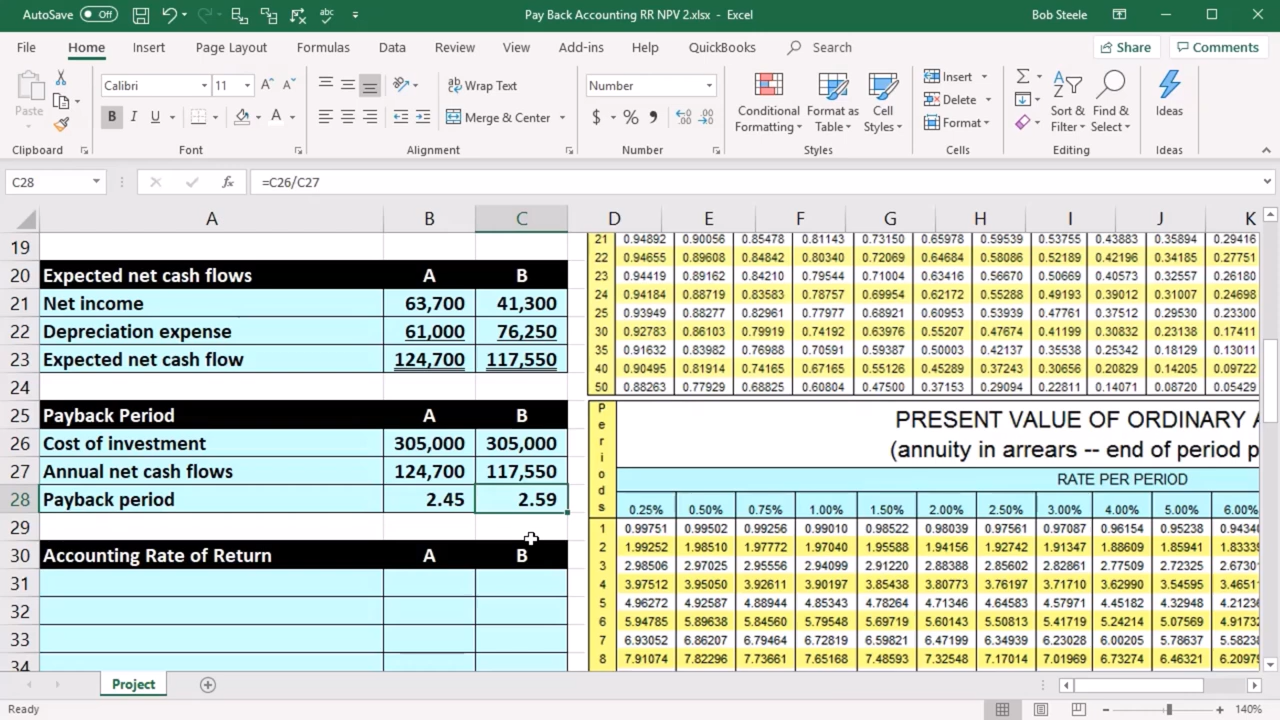 AutoSave Off Pay Back Accounting RR NPV 2.xlsx - Excel Bob Steele
File Home Insert Page Layout Formulas Data Review View Add-ins Help QuickBooks Search Share Comments
Paste Calibri 11 A A Wrap Text Number Insert
B I U A Merge & Center $ % Conditional Formatting Format as Table Cell Styles Delete Format Sort & Filter Find & Select Ideas
Clipboard Font Alignment Number Styles Cells Editing Ideas
C28 fx =C26/C27
A B C D E F G H I J K
19 21 0.94892 0.90056 0.85478 0.81143 0.73150 0.65978 0.59539 0.53755 0.43883 0.35894 0.29416
22 0.94655 0.89608 0.84842 0.80340 0.72069 0.64684 0.58086 0.52189 0.42196 0.34185 0.27751
20 Expected net cash flows A B
23 0.94419 0.89162 0.84210 0.79544 0.71004 0.63416 0.56670 0.50669 0.40573 0.32557 0.26180
21 Net income 63,700 41,300
24 0.94184 0.88719 0.83583 0.78757 0.69954 0.62172 0.55288 0.49193 0.39012 0.31007 0.24698
25 0.93949 0.88277 0.82961 0.77977 0.68921 0.60953 0.53939 0.47761 0.37512 0.29530 0.23300
22 Depreciation expense 61,000 76,250
30 0.92783 0.86103 0.79919 0.74192 0.63976 0.55207 0.47674 0.41199 0.30832 0.23138 0.17411
35 0.91632 0.83982 0.76988 0.70591 0.59387 0.50003 0.42137 0.35538 0.25342 0.18129 0.13011
23 Expected net cash flow 124,700 117,550
40 0.90495 0.81914 0.74165 0.67165 0.55126 0.45289 0.37243 0.30656 0.20829 0.14205 0.09722
24 50 0.88263 0.77929 0.68825 0.60804 0.47500 0.37153 0.29094 0.22811 0.14071 0.08720 0.05429
25 Payback Period A B
Periods
PRESENT VALUE OF ORDINARY
26 Cost of investment 305,000 305,000
(annuity in arrears -- end of period p
27 Annual net cash flows 124,700 117,550
RATE PER PERIOD
28 Payback period 2.45 2.59
0.25% 0.50% 0.75% 1.00% 1.50% 2.00% 2.50% 3.00% 4.00% 5.00% 6.00%
29 1 0.99751 0.99502 0.99256 0.99010 0.98522 0.98039 0.97561 0.97087 0.96154 0.95238 0.9434
2 1.99252 1.98510 1.97772 1.97040 1.95588 1.94156 1.92742 1.91347 1.88609 1.85941 1.8333
30 Accounting Rate of Return A B
3 2.98506 2.97025 2.95556 2.94099 2.91220 2.88388 2.85602 2.82861 2.77509 2.72325 2.6730
31 4 3.97512 3.95050 3.92611 3.90197 3.85438 3.80773 3.76197 3.71710 3.62990 3.54595 3.4651
5 4.96272 4.92587 4.88944 4.85343 4.78264 4.71346 4.64583 4.57971 4.45182 4.32948 4.2123
32 6 5.94785 5.89638 5.84560 5.79548 5.69719 5.60143 5.50813 5.41719 5.24214 5.07569 4.9173
33 7 6.93052 6.86207 6.79464 6.72819 6.59821 6.47199 6.34939 6.23028 6.00205 5.78637 5.5823
34 8 7.91074 7.82296 7.73661 7.65168 7.48593 7.32548 7.17014 7.01969 6.73274 6.46321 6.2097
Project
Ready 140%